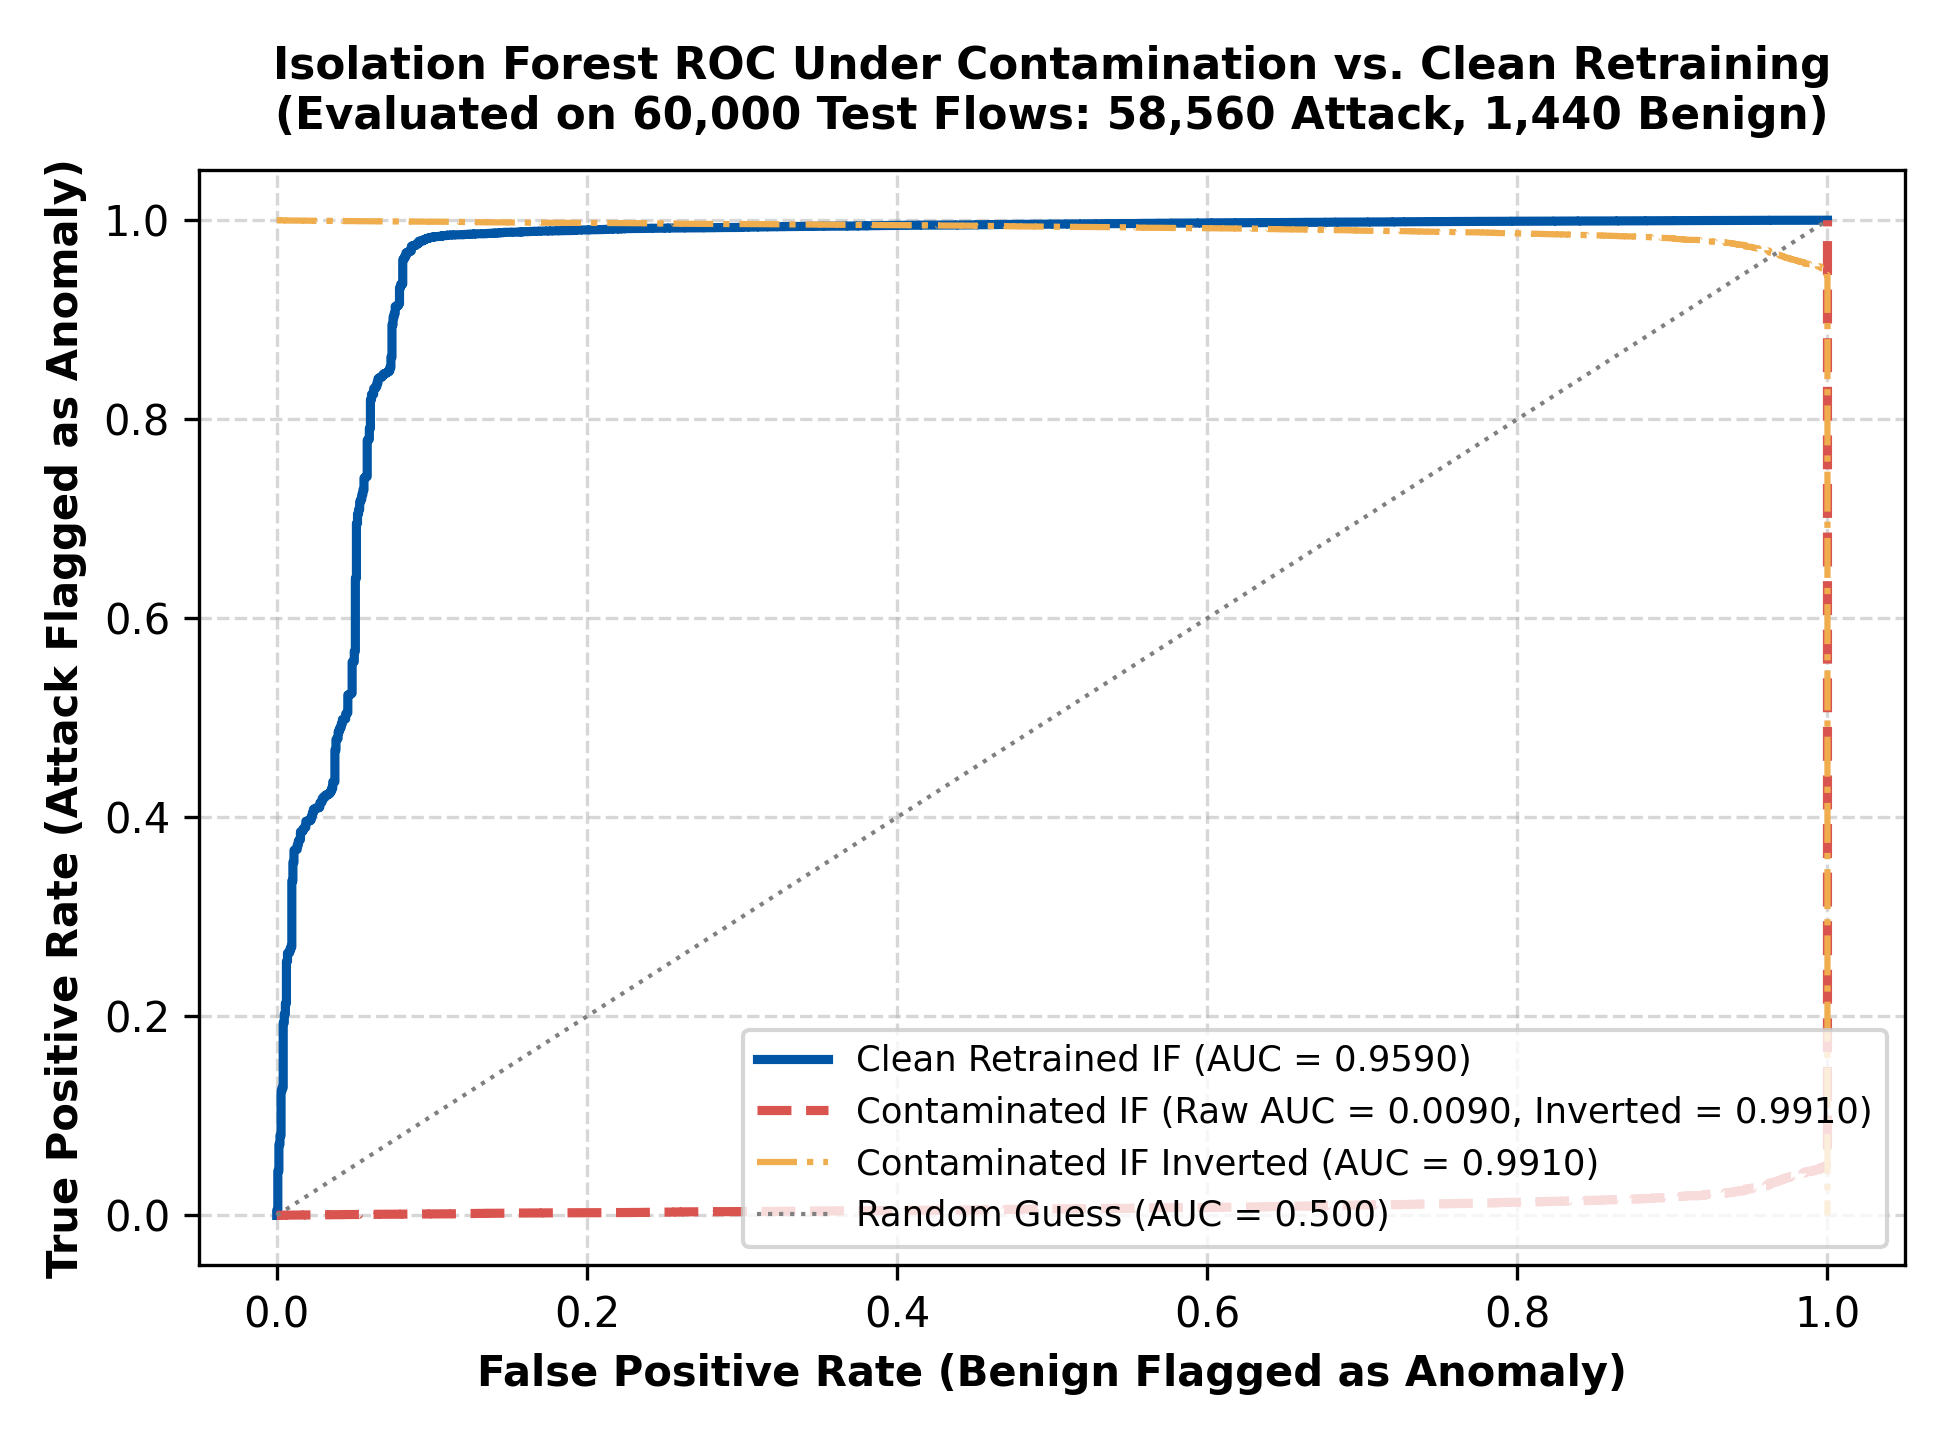 Isolation Forest ROC Under Contamination vs. Clean Retraining
(Evaluated on 60,000 Test Flows: 58,560 Attack, 1,440 Benign)
True Positive Rate (Attack Flagged as Anomaly)
1.0
0.8
0.6
0.4
0.2
0.0
Clean Retrained IF (AUC = 0.9590)
Contaminated IF (Raw AUC = 0.0090, Inverted = 0.9910)
Contaminated IF Inverted (AUC = 0.9910)
Random Guess (AUC = 0.500)
0.0 0.2 0.4 0.6 0.8 1.0
False Positive Rate (Benign Flagged as Anomaly)